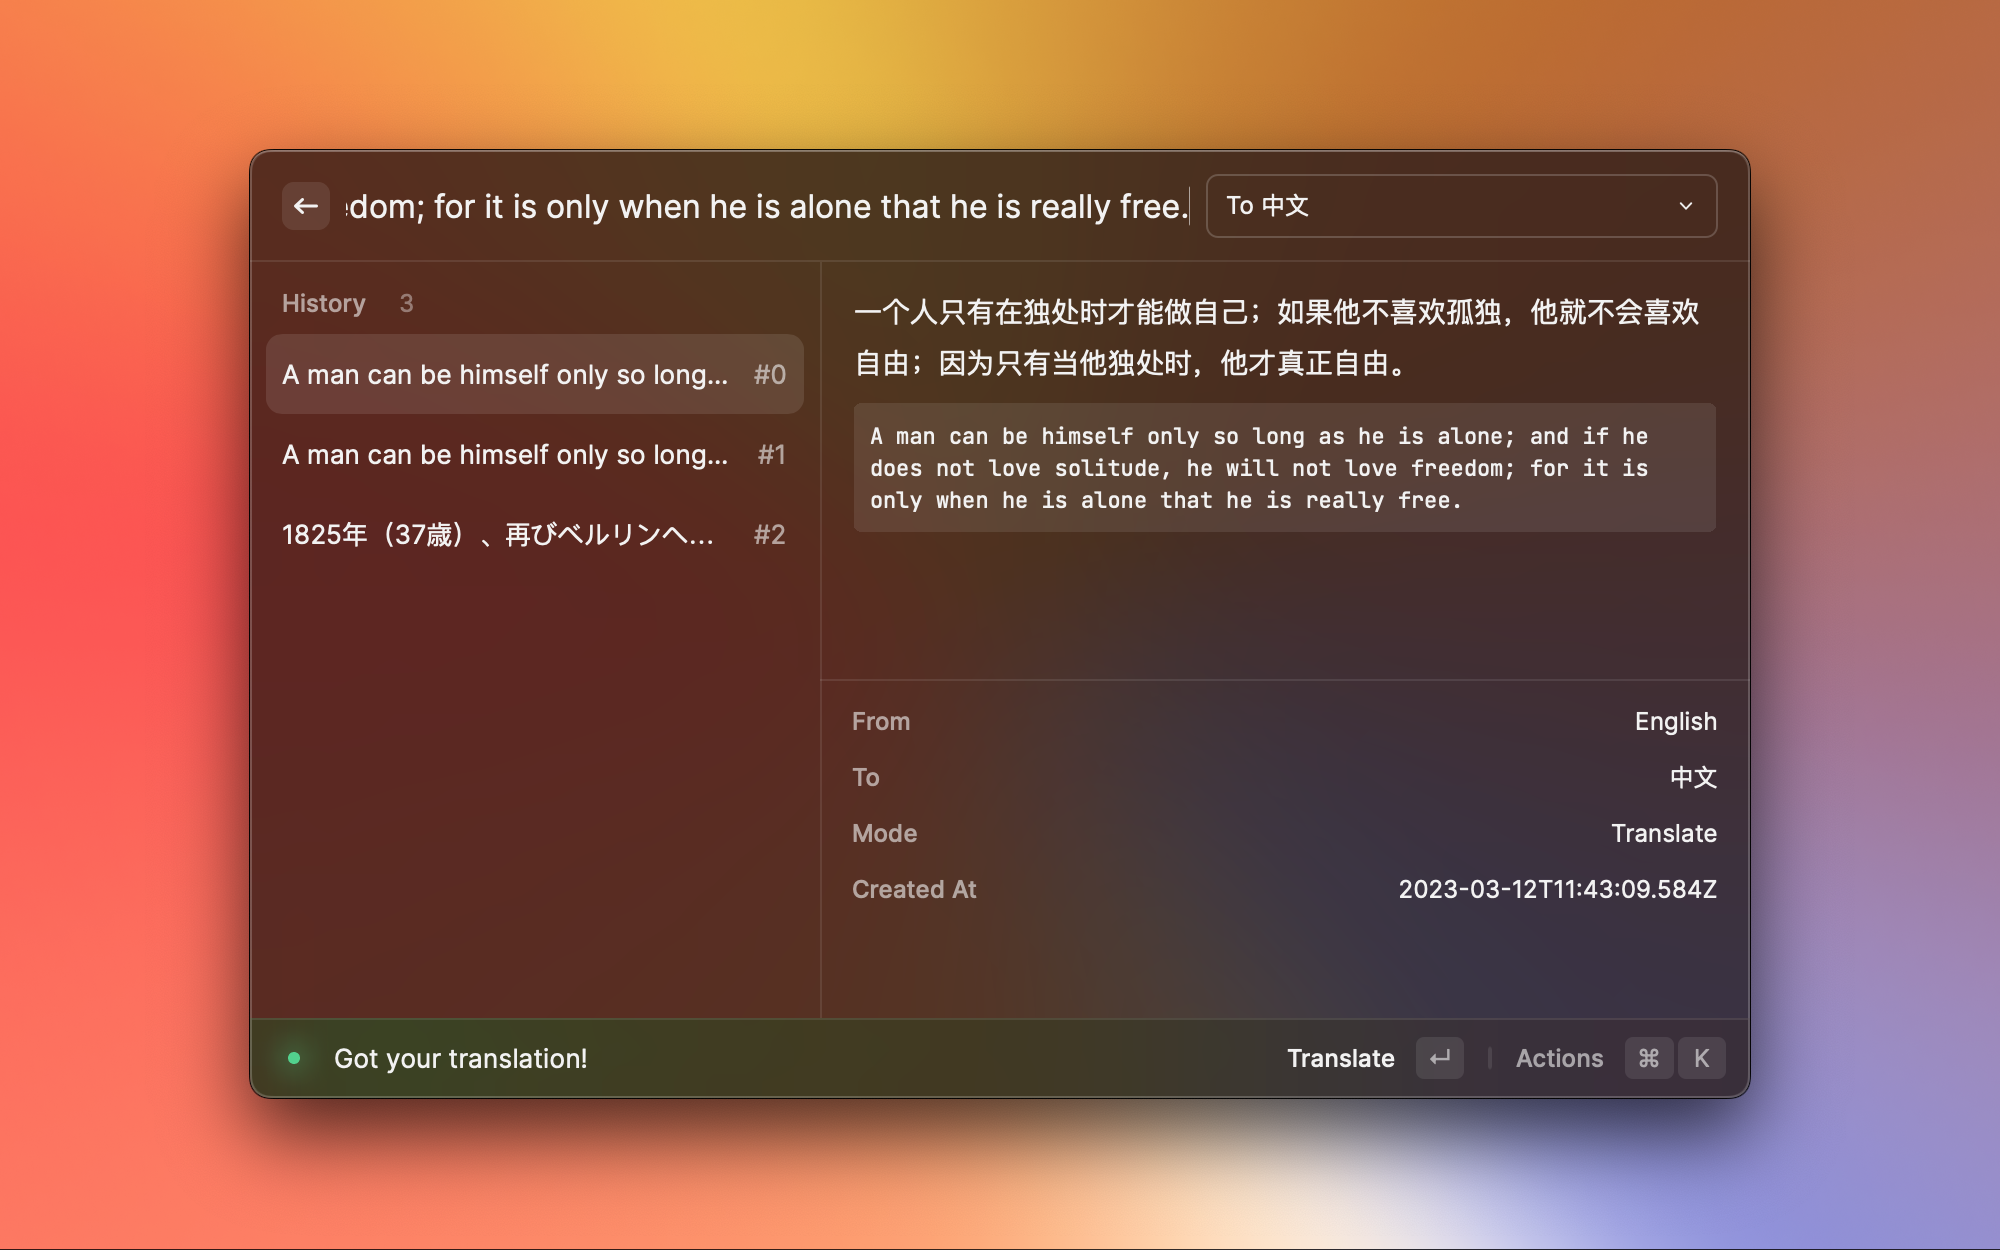 dom; for it is only when he is alone that he is really free.
To 中文
History 3
A man can be himself only so long... #0
A man can be himself only so long... #1
1825年（37歳）、再びベルリンへ... #2
一个人只有在独处时才能做自己；如果他不喜欢孤独，他就不会喜欢
自由；因为只有当他独处时，他才真正自由。
A man can be himself only so long as he is alone; and if he
does not love solitude, he will not love freedom; for it is
only when he is alone that he is really free.
From English
To 中文
Mode Translate
Created At 2023-03-12T11:43:09.584Z
Got your translation!
Translate ↵ | Actions ⌘ K